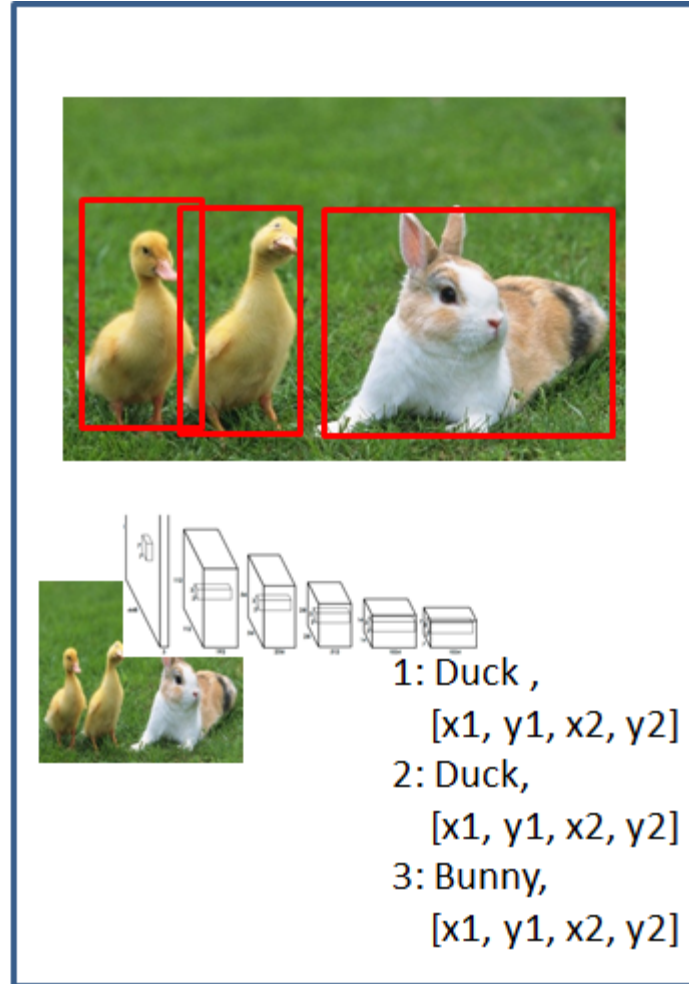 1: Duck ,
[x1, y1, x2, y2]
2: Duck,
[x1, y1, x2, y2]
3: Bunny,
[x1, y1, x2, y2]